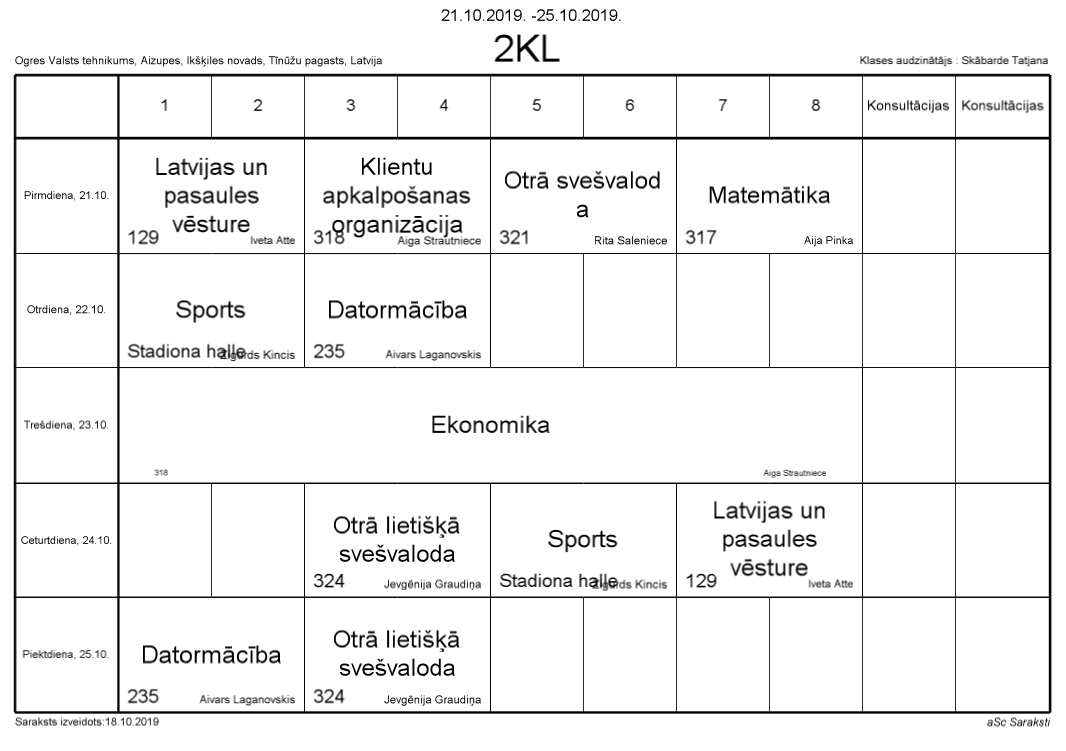 21.10.2019. -25.10.2019.
2KL
Ogres Valsts tehnikums, Aizupes, Ikšķiles novads, Tīnūžu pagasts, Latvija
Klases audzinātājs : Skābarde Tatjana
1 2 3 4 5 6 7 8 Konsultācijas Konsultācijas
Pirmdiena, 21.10.
Latvijas un
pasaules
vēsture
129 Iveta Atte
Klientu
apkalpošanas
organizācija
318 Aiga Strautniece
Otrā svešvalod
a
321 Rita Saleniece
Matemātika
317 Aija Pinka
Otrdiena, 22.10.
Sports
Stadiona halle Zigurds Kincis
Datormācība
235 Aivars Laganovskis
Trešdiena, 23.10.
Ekonomika
318 Aiga Strautniece
Ceturtdiena, 24.10.
Otrā lietišķā
svešvaloda
324 Jevgēnija Graudiņa
Sports
Stadiona halle Zigurds Kincis
Latvijas un
pasaules
vēsture
129 Iveta Atte
Piektdiena, 25.10.
Datormācība
235 Aivars Laganovskis
Otrā lietišķā
svešvaloda
324 Jevgēnija Graudiņa
Saraksts izveidots:18.10.2019
aSc Saraksti